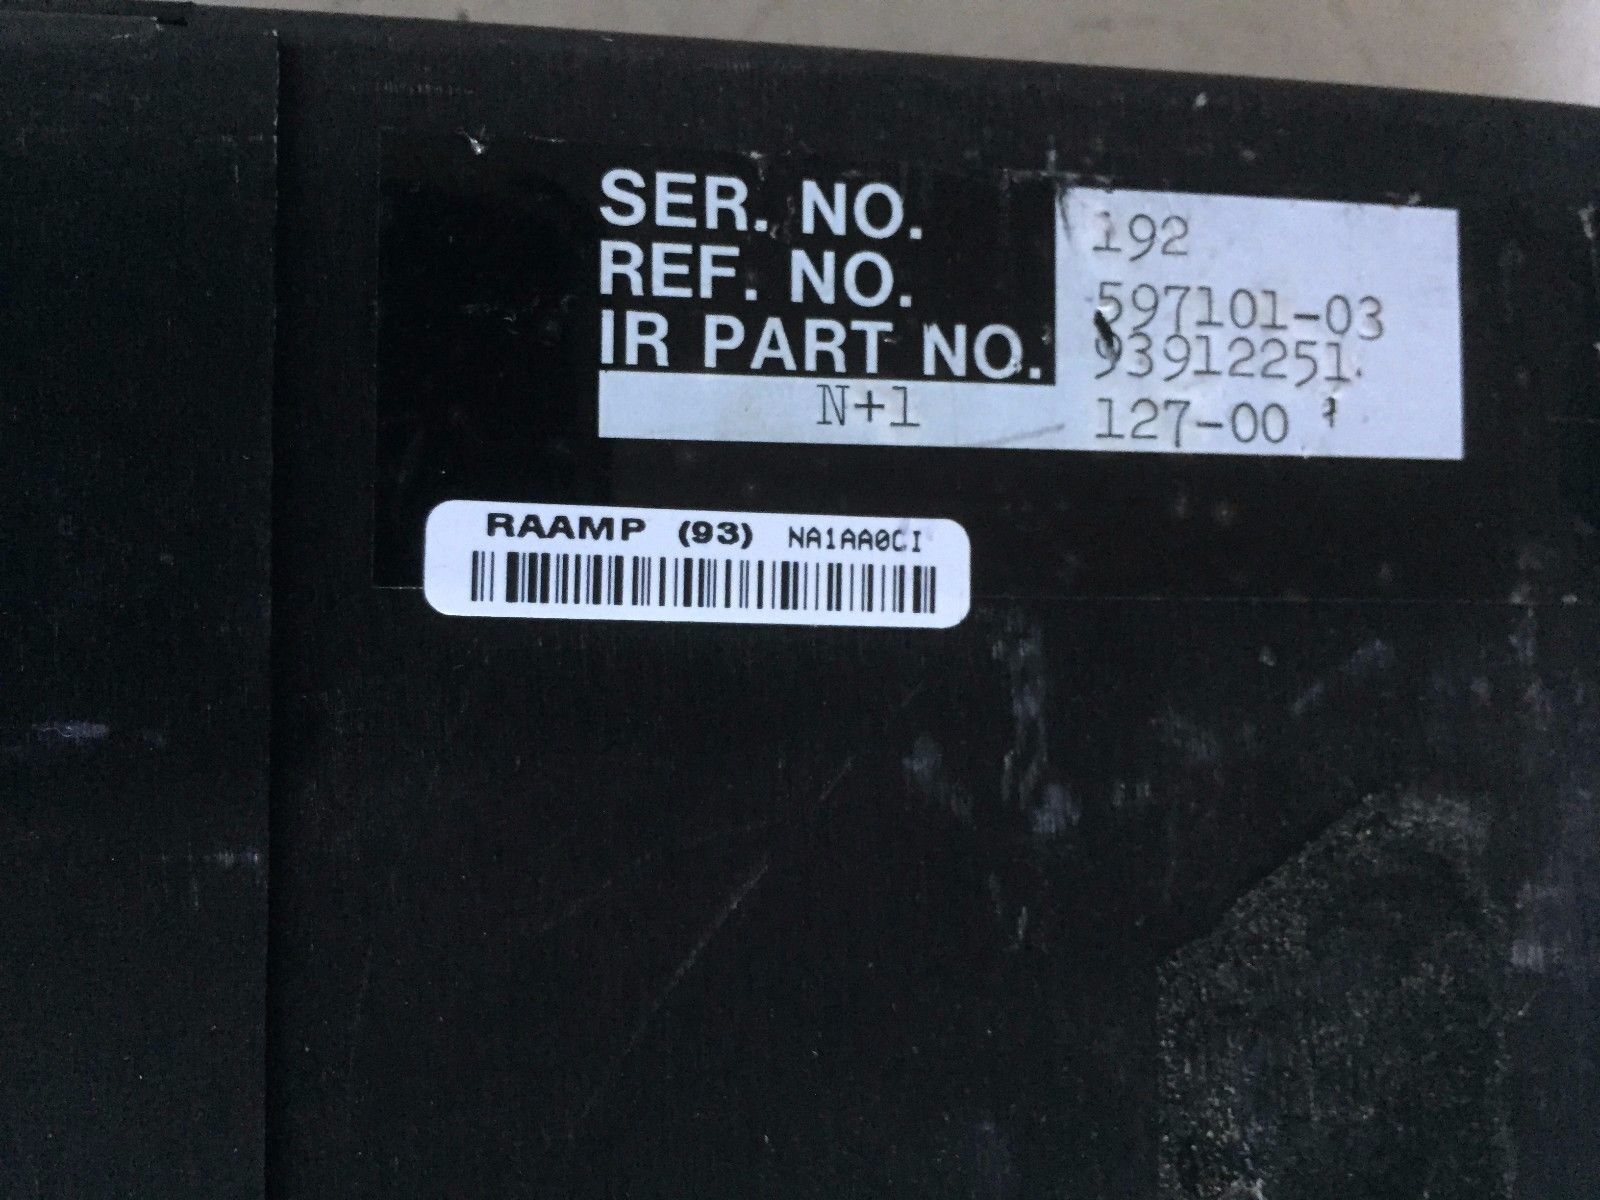 SER. NO. 192
REF. NO. 597101-03
IR PART NO. 93912251.
N+1 127-00
RAAMP (93) NA1AA0CI